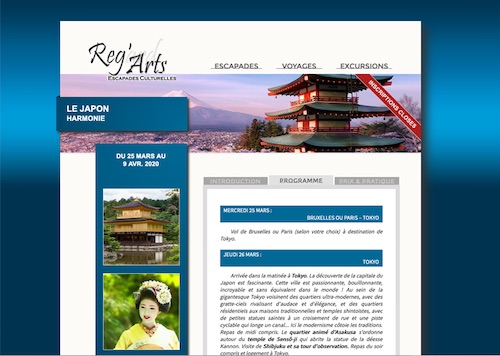 Reg'Arts
ESCAPADES CULTURELLES
ESCAPADES VOYAGES EXCURSIONS
INSCRIPTIONS CLOSES
LE JAPON
HARMONIE
DU 25 MARS AU
9 AVR. 2020
INTRODUCTION PROGRAMME PRIX & PRATIQUE
MERCREDI 25 MARS :
BRUXELLES OU PARIS – TOKYO
Vol de Bruxelles ou Paris (selon votre choix) à destination de
Tokyo.
JEUDI 26 MARS :
TOKYO
Arrivée dans la matinée à Tokyo. La découverte de la capitale du
Japon est fascinante. Cette ville est passionnante, bouillonnante,
incroyable et sans équivalent dans le monde ! Au sein de la
gigantesque Tokyo voisinent des quartiers ultra-modernes, avec des
gratte-ciels rivalisant d'audace et d'élégance, et des quartiers
résidentiels aux maisons traditionnelles et temples shintoïstes, avec
de petites statues saintes à un croisement de rue et une piste
cyclable qui longe un canal... Ici le modernisme côtoie les traditions.
Repas de midi compris. Le quartier animé d'Asakusa s'ordonne
autour du temple de Sensô-ji qui abrite la statue de la déesse
Kannon. Visite de Shibjuku et sa tour d'observation. Repas du soir
compris et logement à Tokyo.